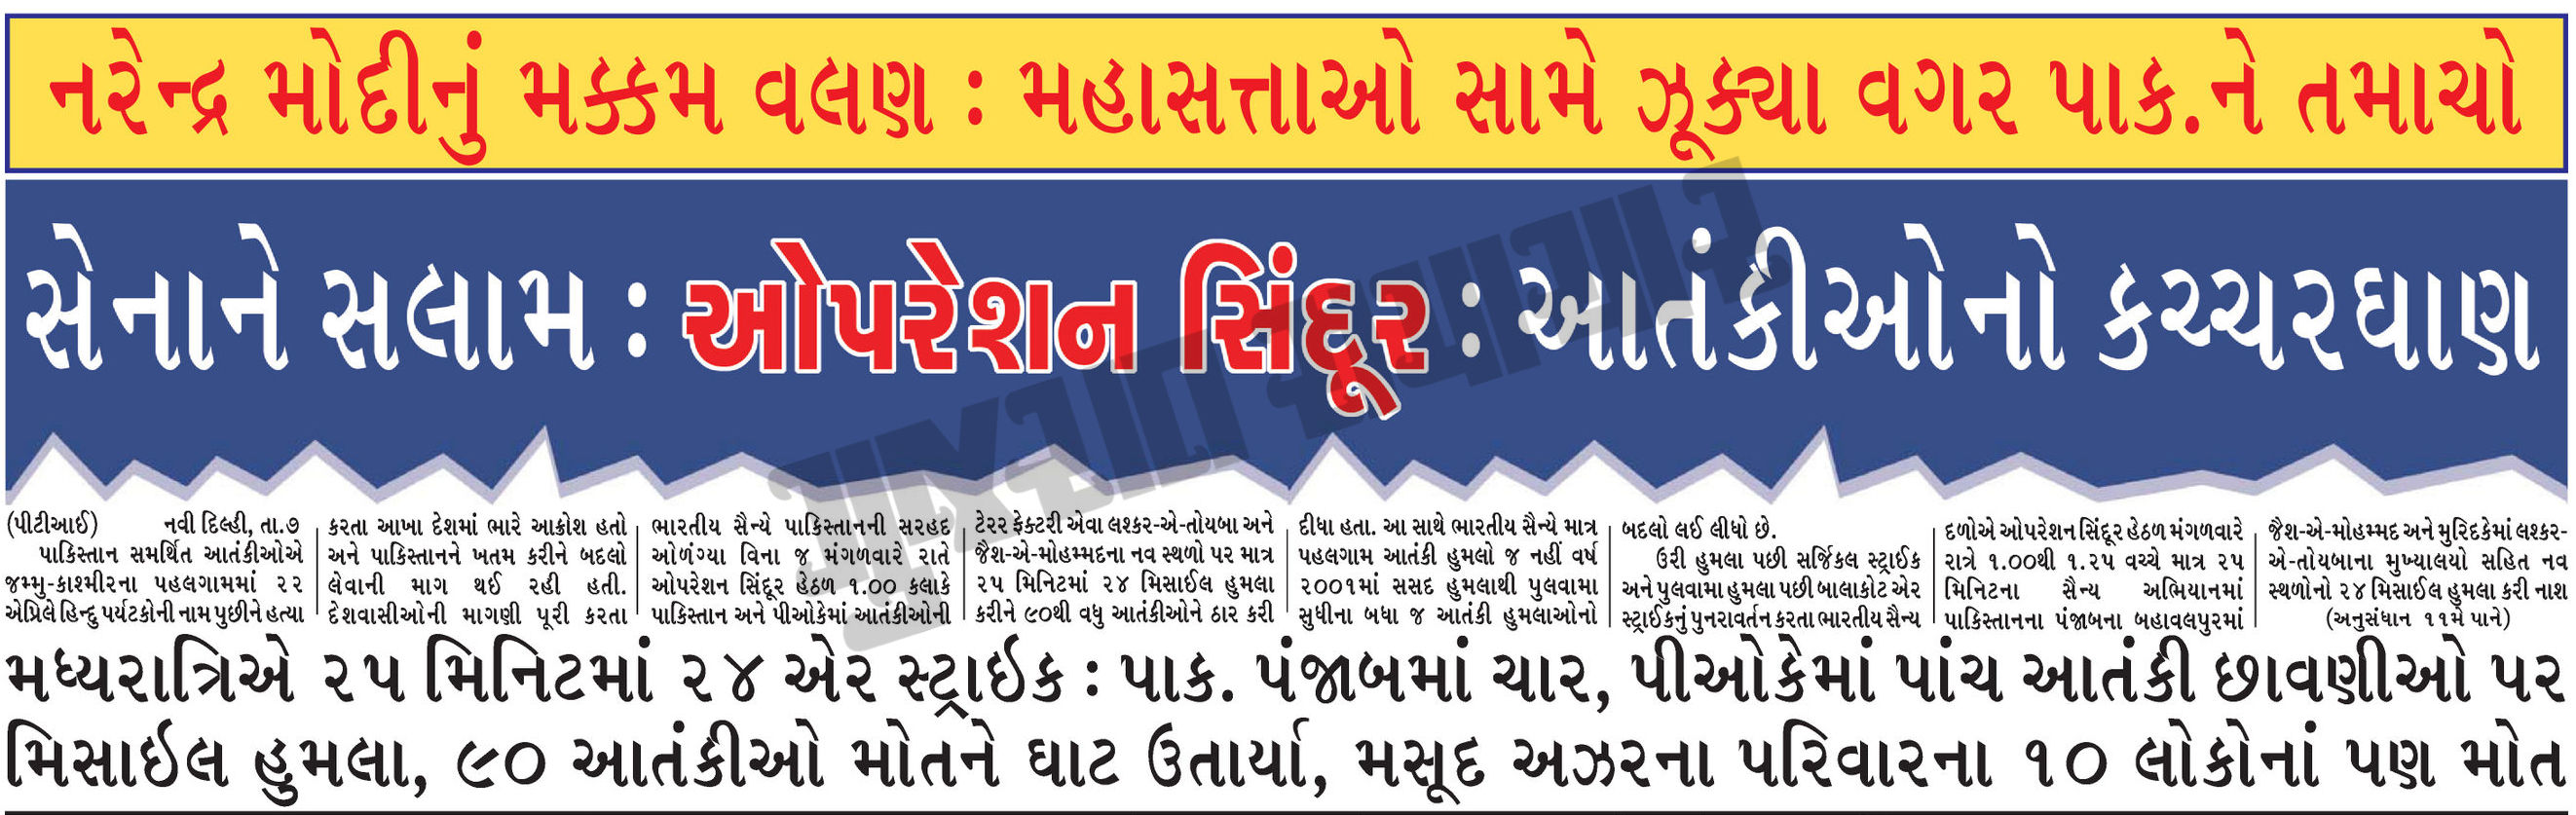 નરેન્દ્ર મોદીનું મક્કમ વલણ : મહાસત્તાઓ સામે ઝૂક્યા વગર પાક.ને તમાચો
સેનાને સલામ : ઓપરેશન સિંદૂર : આતંકીઓનો કચ્ચરઘાણ
ગુજરાત સમાચાર
(પીટીઆઈ) નવી દિલ્હી, તા.૭
પાકિસ્તાન સમર્થિત આતંકીઓએ
જમ્મુ-કાશ્મીરના પહલગામમાં ૨૨
એપ્રિલે હિન્દુ પર્યટકોની નામ પુછીને હત્યા
કરતા આખા દેશમાં ભારે આક્રોશ હતો
અને પાકિસ્તાનને ખતમ કરીને બદલો
લેવાની માગ થઈ રહી હતી.
દેશવાસીઓની માગણી પૂરી કરતા
ભારતીય સૈન્યે પાકિસ્તાનની સરહદ
ઓળંગ્યા વિના જ મંગળવારે રાતે
ઓપરેશન સિંદૂર હેઠળ ૧.૦૦ કલાકે
પાકિસ્તાન અને પીઓકેમાં આતંકીઓની
ટેરર ફેક્ટરી એવા લશ્કર-એ-તોયબા અને
જૈશ-એ-મોહમ્મદના નવ સ્થળો પર માત્ર
૨૫ મિનિટમાં ૨૪ મિસાઈલ હુમલા
કરીને ૯૦થી વધુ આતંકીઓને ઠાર કરી
દીધા હતા. આ સાથે ભારતીય સૈન્યે માત્ર
પહલગામ આતંકી હુમલો જ નહીં વર્ષ
૨૦૦૧માં સસદ હુમલાથી પુલવામા
સુધીના બધા જ આતંકી હુમલાઓનો
બદલો લઈ લીધો છે.
ઉરી હુમલા પછી સર્જિકલ સ્ટ્રાઈક
અને પુલવામા હુમલા પછી બાલાકોટ એર
સ્ટ્રાઈકનું પુનરાવર્તન કરતા ભારતીય સૈન્ય
દળોએ ઓપરેશન સિંદૂર હેઠળ મંગળવારે
રાત્રે ૧.૦૦થી ૧.૨૫ વચ્ચે માત્ર ૨૫
મિનિટના સૈન્ય અભિયાનમાં
પાકિસ્તાનના પંજાબના બહાવલપુરમાં
જૈશ-એ-મોહમ્મદ અને મુરિદકેમાં લશ્કર-
એ-તોયબાના મુખ્યાલયો સહિત નવ
સ્થળોનો ૨૪ મિસાઈલ હુમલા કરી નાશ
(અનુસંધાન ૧૧મે પાને)
મધ્યરાત્રિએ ૨૫ મિનિટમાં ૨૪ એર સ્ટ્રાઇક : પાક. પંજાબમાં ચાર, પીઓકેમાં પાંચ આતંકી છાવણીઓ પર
મિસાઇલ હુમલા, ૯૦ આતંકીઓ મોતને ઘાટ ઉતાર્યા, મસૂદ અઝરના પરિવારના ૧૦ લોકોનાં પણ મોત